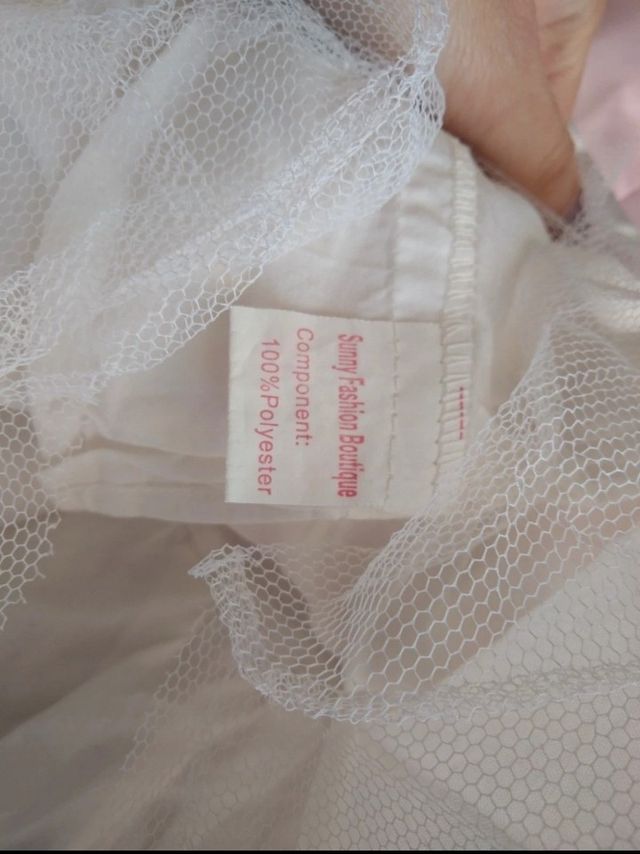 Sunny Fashion Boutique
Component:
100%Polyester